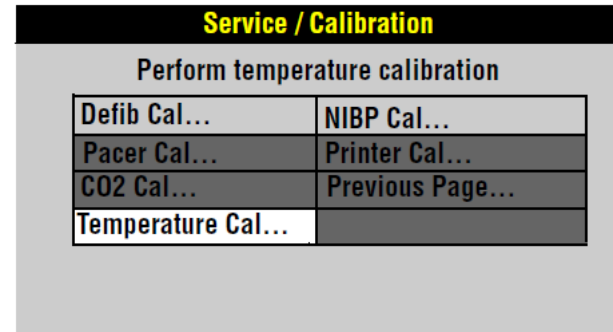 Service / Calibration
Perform temperature calibration
Defib Cal... NIBP Cal...
Pacer Cal... Printer Cal...
CO2 Cal... Previous Page...
Temperature Cal...